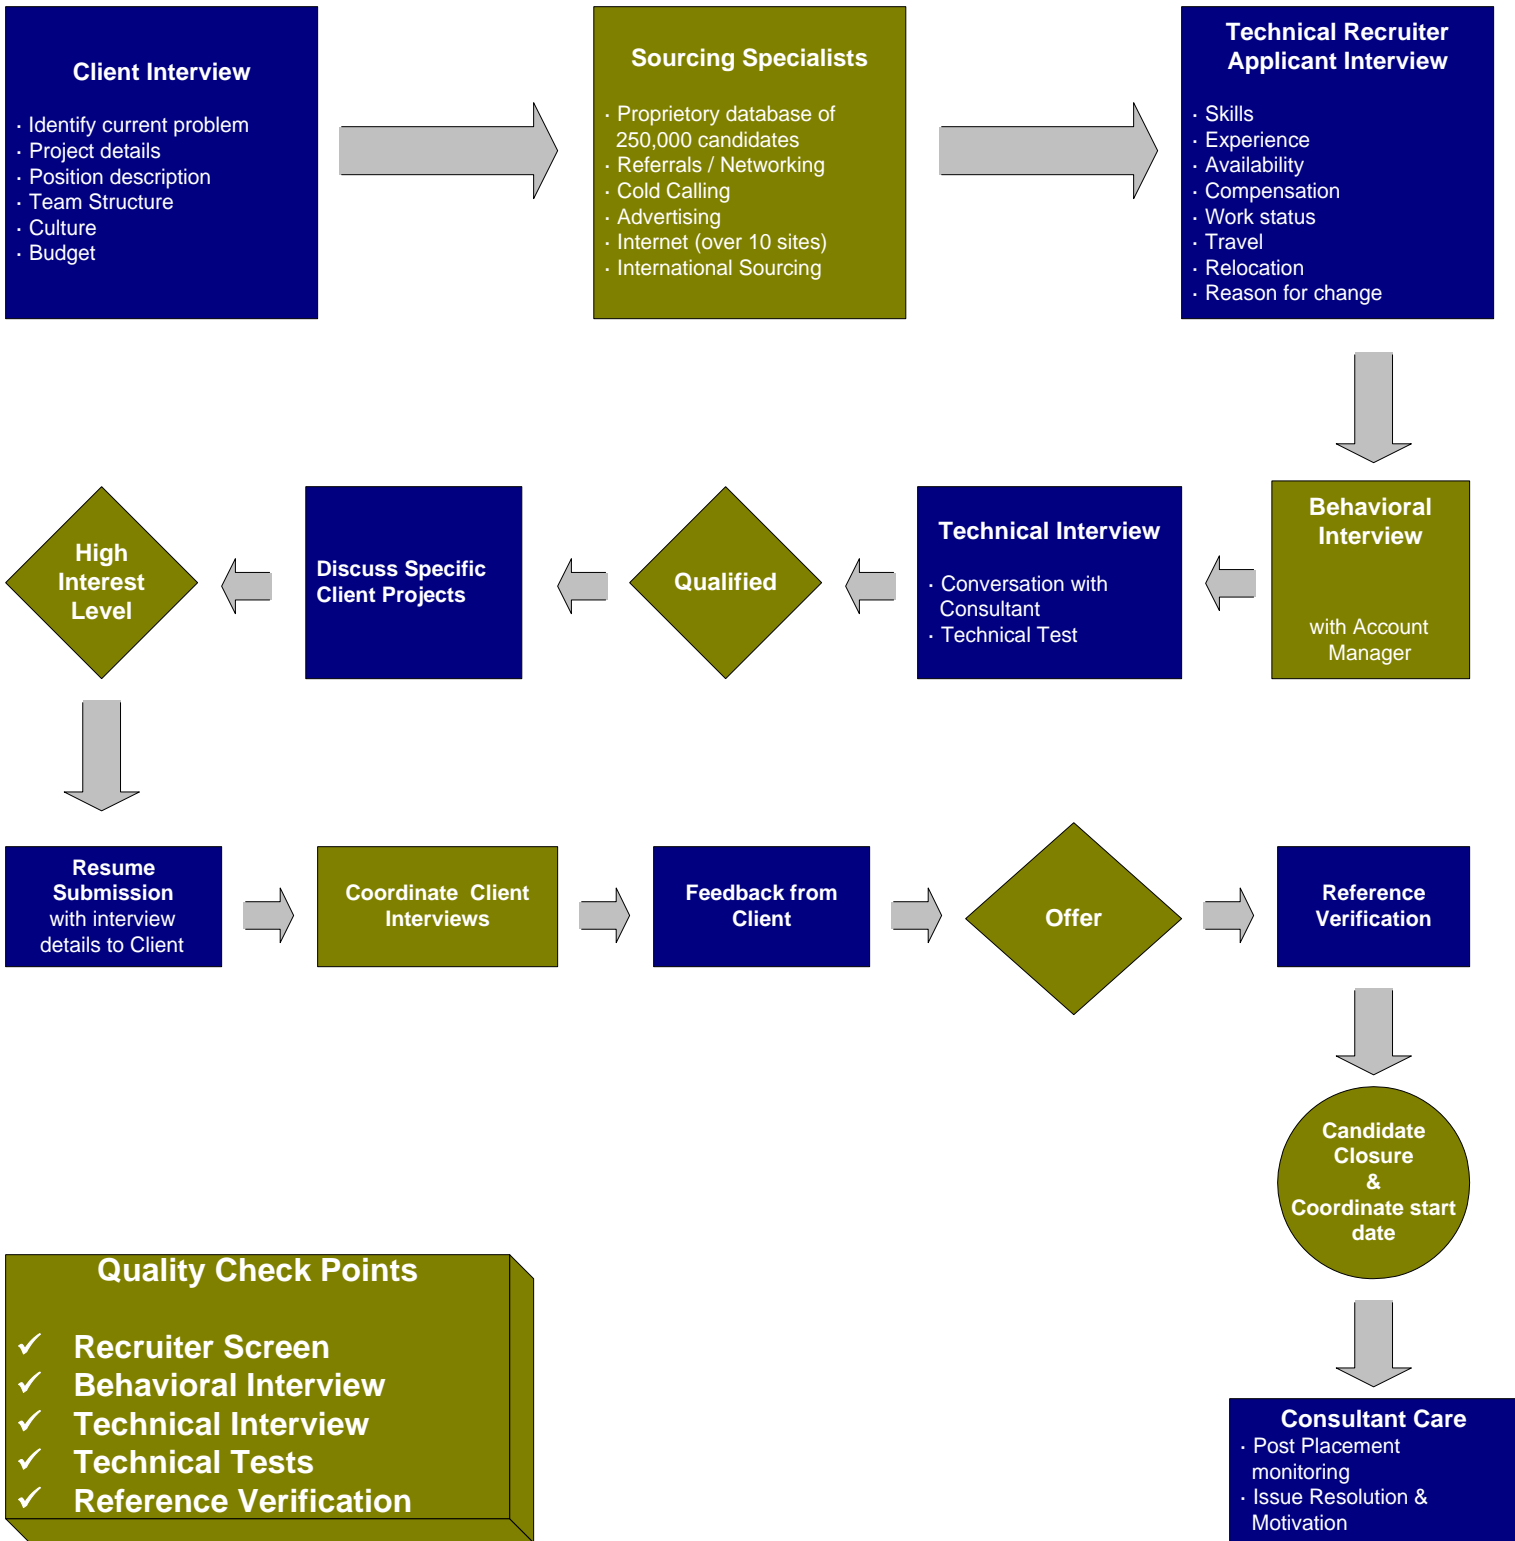 Client Interview
· Identify current problem
· Project details
· Position description
· Team Structure
· Culture
· Budget
Sourcing Specialists
· Proprietory database of
250,000 candidates
· Referrals / Networking
· Cold Calling
· Advertising
· Internet (over 10 sites)
· International Sourcing
Technical Recruiter
Applicant Interview
· Skills
· Experience
· Availability
· Compensation
· Work status
· Travel
· Relocation
· Reason for change
Behavioral
Interview
with Account
Manager
Technical Interview
· Conversation with
Consultant
· Technical Test
Qualified
Discuss Specific
Client Projects
High
Interest
Level
Resume
Submission
with interview
details to Client
Coordinate Client
Interviews
Feedback from
Client
Offer
Reference
Verification
Candidate
Closure
&
Coordinate start
date
Consultant Care
· Post Placement
monitoring
· Issue Resolution &
Motivation
Quality Check Points
✓ Recruiter Screen
✓ Behavioral Interview
✓ Technical Interview
✓ Technical Tests
✓ Reference Verification